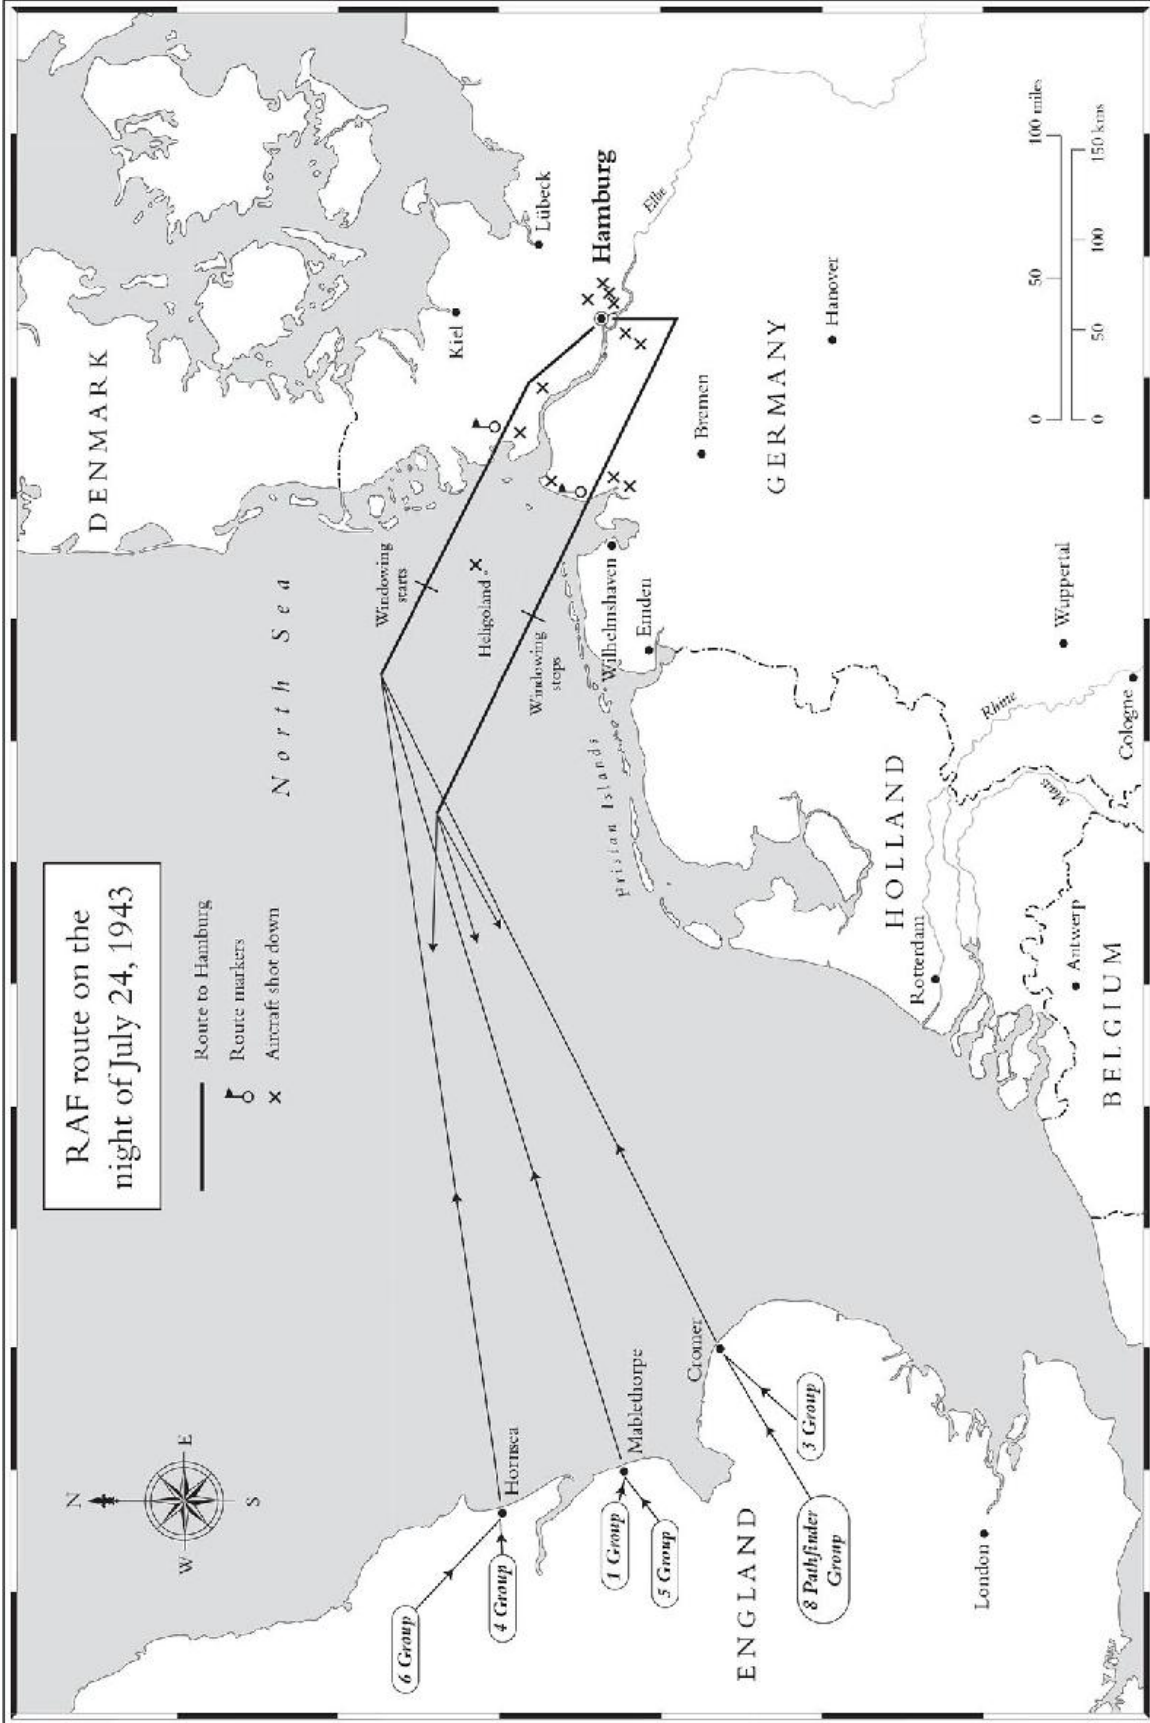 RAF route on the
night of July 24, 1943
Route to Hamburg
Route markers
Aircraft shot down
N
W
E
S
North Sea
DENMARK
Kiel
Lübeck
Hamburg
Elbe
Windowing
starts
Heligoland
Windowing
stops
Wilhelmshaven
Emden
Bremen
Hanover
GERMANY
Frisian Islands
HOLLAND
Rotterdam
Rhine
Maas
Wuppertal
Cologne
Antwerp
BELGIUM
Hornsea
Mablethorpe
Cromer
6 Group
4 Group
1 Group
5 Group
8 Pathfinder
Group
3 Group
ENGLAND
London
0
50
100 miles
0
50
100
150 kms